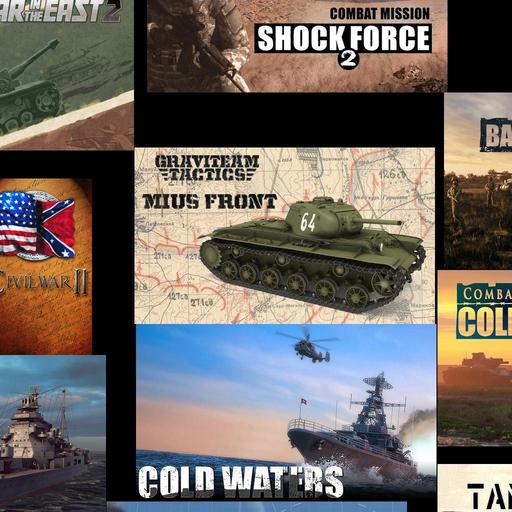 IN THE EAST 2
COMBAT MISSION
SHOCK FORCE
2
BA
GRAVITEAM
TACTICS
MIUS FRONT
64
CIVIL WAR II
COMBA
COL
COLD WATERS
TAN